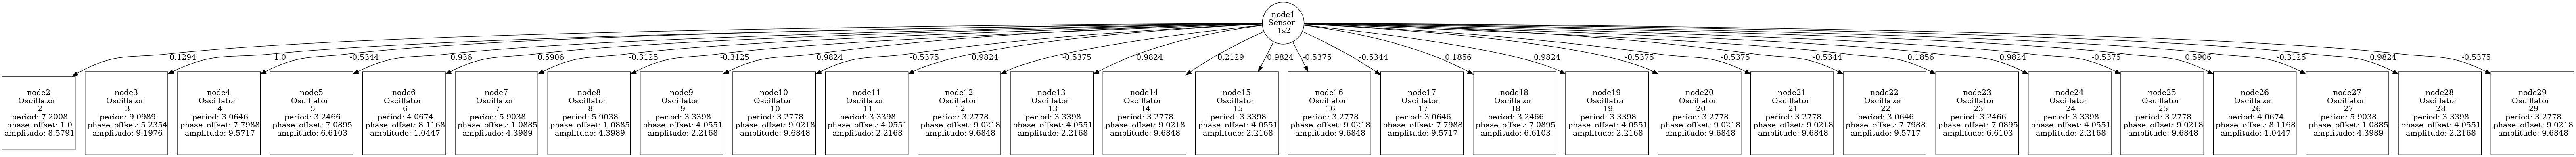 node1
Sensor
1s2
0.1294
1.0
-0.5344
0.936
0.5906
-0.3125
-0.3125
0.9824
-0.5375
0.9824
-0.5375
0.9824
0.2129
0.9824
-0.5375
-0.5344
0.1856
0.9824
-0.5375
-0.5375
-0.5344
0.1856
0.9824
-0.5375
0.5906
-0.3125
0.9824
-0.5375
node2
Oscillator
2
period: 7.2008
phase_offset: 1.0
amplitude: 8.5791
node3
Oscillator
3
period: 9.0989
phase_offset: 5.2354
amplitude: 9.1976
node4
Oscillator
4
period: 3.0646
phase_offset: 7.7988
amplitude: 9.5717
node5
Oscillator
5
period: 3.2466
phase_offset: 7.0895
amplitude: 6.6103
node6
Oscillator
6
period: 4.0674
phase_offset: 8.1168
amplitude: 1.0447
node7
Oscillator
7
period: 5.9038
phase_offset: 1.0885
amplitude: 4.3989
node8
Oscillator
8
period: 5.9038
phase_offset: 1.0885
amplitude: 4.3989
node9
Oscillator
9
period: 3.3398
phase_offset: 4.0551
amplitude: 2.2168
node10
Oscillator
10
period: 3.2778
phase_offset: 9.0218
amplitude: 9.6848
node11
Oscillator
11
period: 3.3398
phase_offset: 4.0551
amplitude: 2.2168
node12
Oscillator
12
period: 3.2778
phase_offset: 9.0218
amplitude: 9.6848
node13
Oscillator
13
period: 3.3398
phase_offset: 4.0551
amplitude: 2.2168
node14
Oscillator
14
period: 3.2778
phase_offset: 9.0218
amplitude: 9.6848
node15
Oscillator
15
period: 3.3398
phase_offset: 4.0551
amplitude: 2.2168
node16
Oscillator
16
period: 3.2778
phase_offset: 9.0218
amplitude: 9.6848
node17
Oscillator
17
period: 3.0646
phase_offset: 7.7988
amplitude: 9.5717
node18
Oscillator
18
period: 3.2466
phase_offset: 7.0895
amplitude: 6.6103
node19
Oscillator
19
period: 3.3398
phase_offset: 4.0551
amplitude: 2.2168
node20
Oscillator
20
period: 3.2778
phase_offset: 9.0218
amplitude: 9.6848
node21
Oscillator
21
period: 3.2778
phase_offset: 9.0218
amplitude: 9.6848
node22
Oscillator
22
period: 3.0646
phase_offset: 7.7988
amplitude: 9.5717
node23
Oscillator
23
period: 3.2466
phase_offset: 7.0895
amplitude: 6.6103
node24
Oscillator
24
period: 3.3398
phase_offset: 4.0551
amplitude: 2.2168
node25
Oscillator
25
period: 3.2778
phase_offset: 9.0218
amplitude: 9.6848
node26
Oscillator
26
period: 4.0674
phase_offset: 8.1168
amplitude: 1.0447
node27
Oscillator
27
period: 5.9038
phase_offset: 1.0885
amplitude: 4.3989
node28
Oscillator
28
period: 3.3398
phase_offset: 4.0551
amplitude: 2.2168
node29
Oscillator
29
period: 3.2778
phase_offset: 9.0218
amplitude: 9.6848